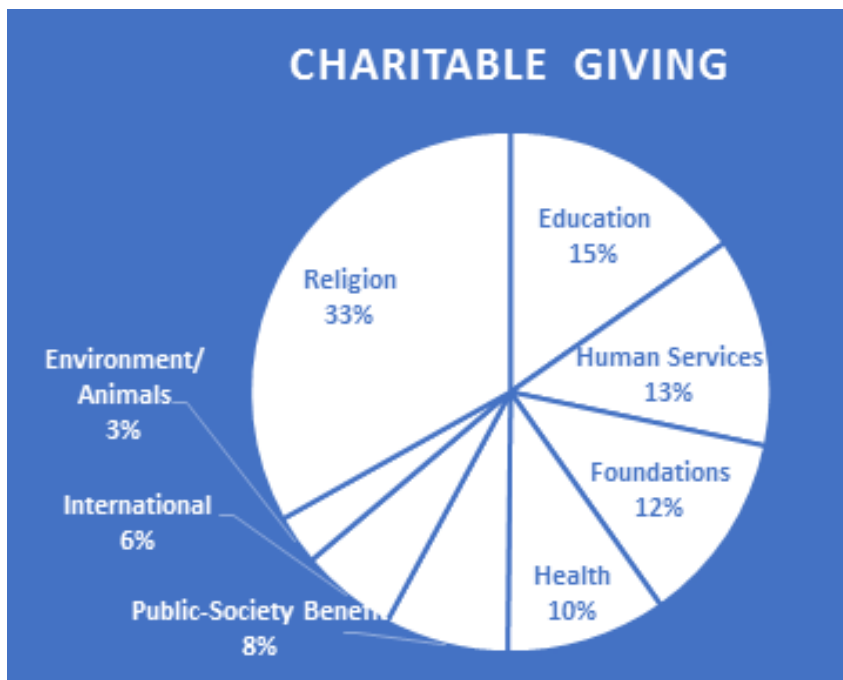 CHARITABLE GIVING
Education
15%
Human Services
13%
Foundations
12%
Health
10%
Public-Society Benefit
8%
International
6%
Environment/
Animals
3%
Religion
33%